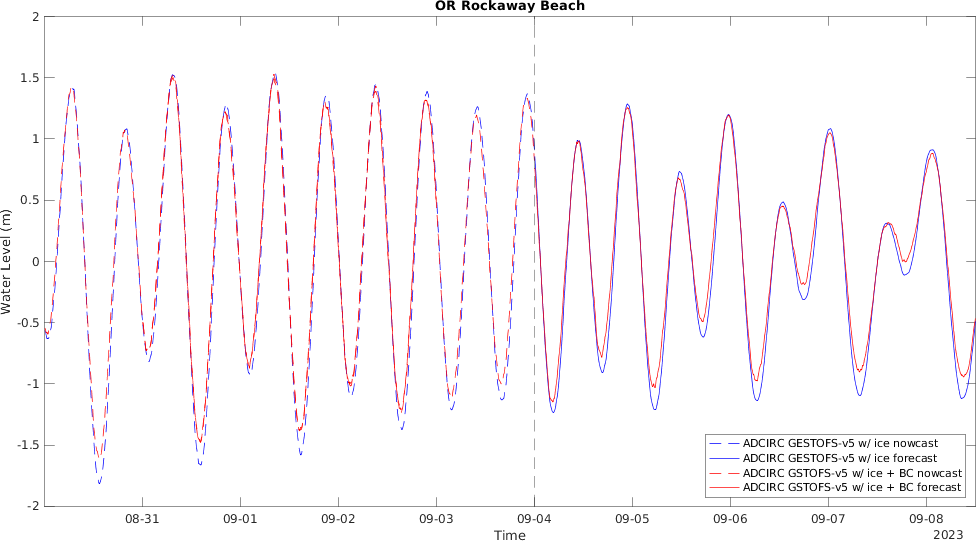 OR Rockaway Beach
2
1.5
1
0.5
0
-0.5
-1
-1.5
-2
Water Level (m)
ADCIRC GESTOFS-v5 w/ ice nowcast
ADCIRC GESTOFS-v5 w/ ice forecast
ADCIRC GSTOFS-v5 w/ ice + BC nowcast
ADCIRC GSTOFS-v5 w/ ice + BC forecast
08-31 09-01 09-02 09-03 09-04 09-05 09-06 09-07 09-08
Time
2023